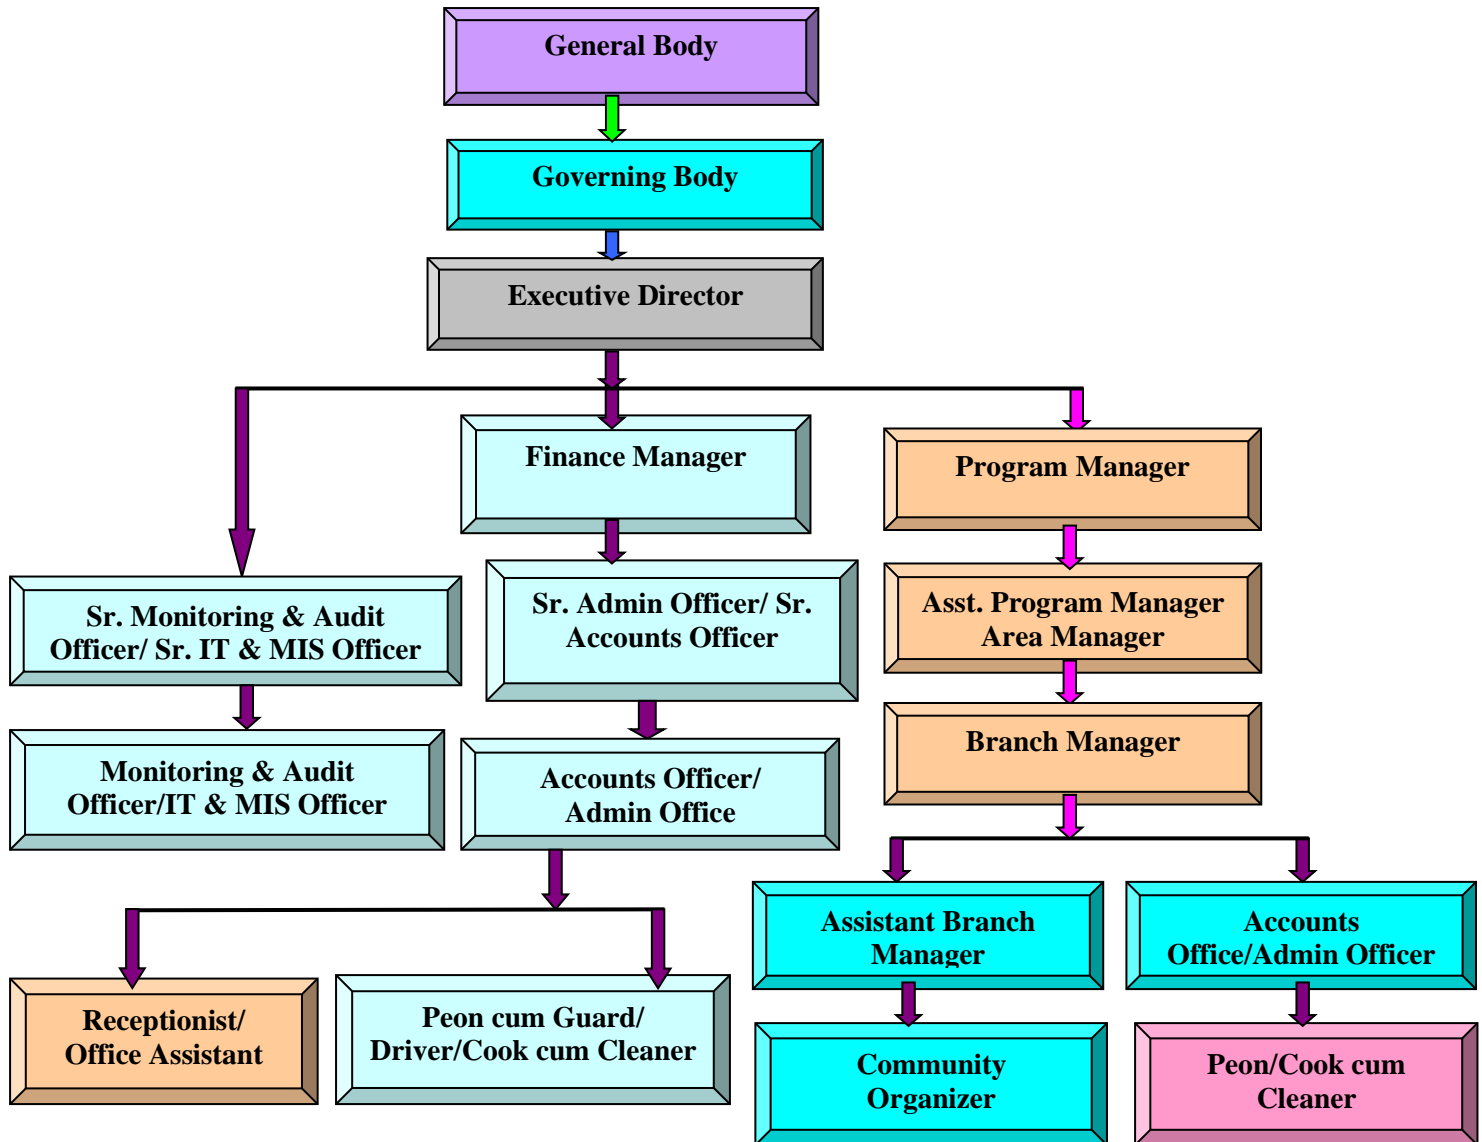 General Body
Governing Body
Executive Director
Finance Manager
Program Manager
Sr. Monitoring & Audit
Officer/ Sr. IT & MIS Officer
Sr. Admin Officer/ Sr.
Accounts Officer
Asst. Program Manager
Area Manager
Monitoring & Audit
Officer/IT & MIS Officer
Accounts Officer/
Admin Office
Branch Manager
Assistant Branch
Manager
Accounts
Office/Admin Officer
Receptionist/
Office Assistant
Peon cum Guard/
Driver/Cook cum Cleaner
Community
Organizer
Peon/Cook cum
Cleaner